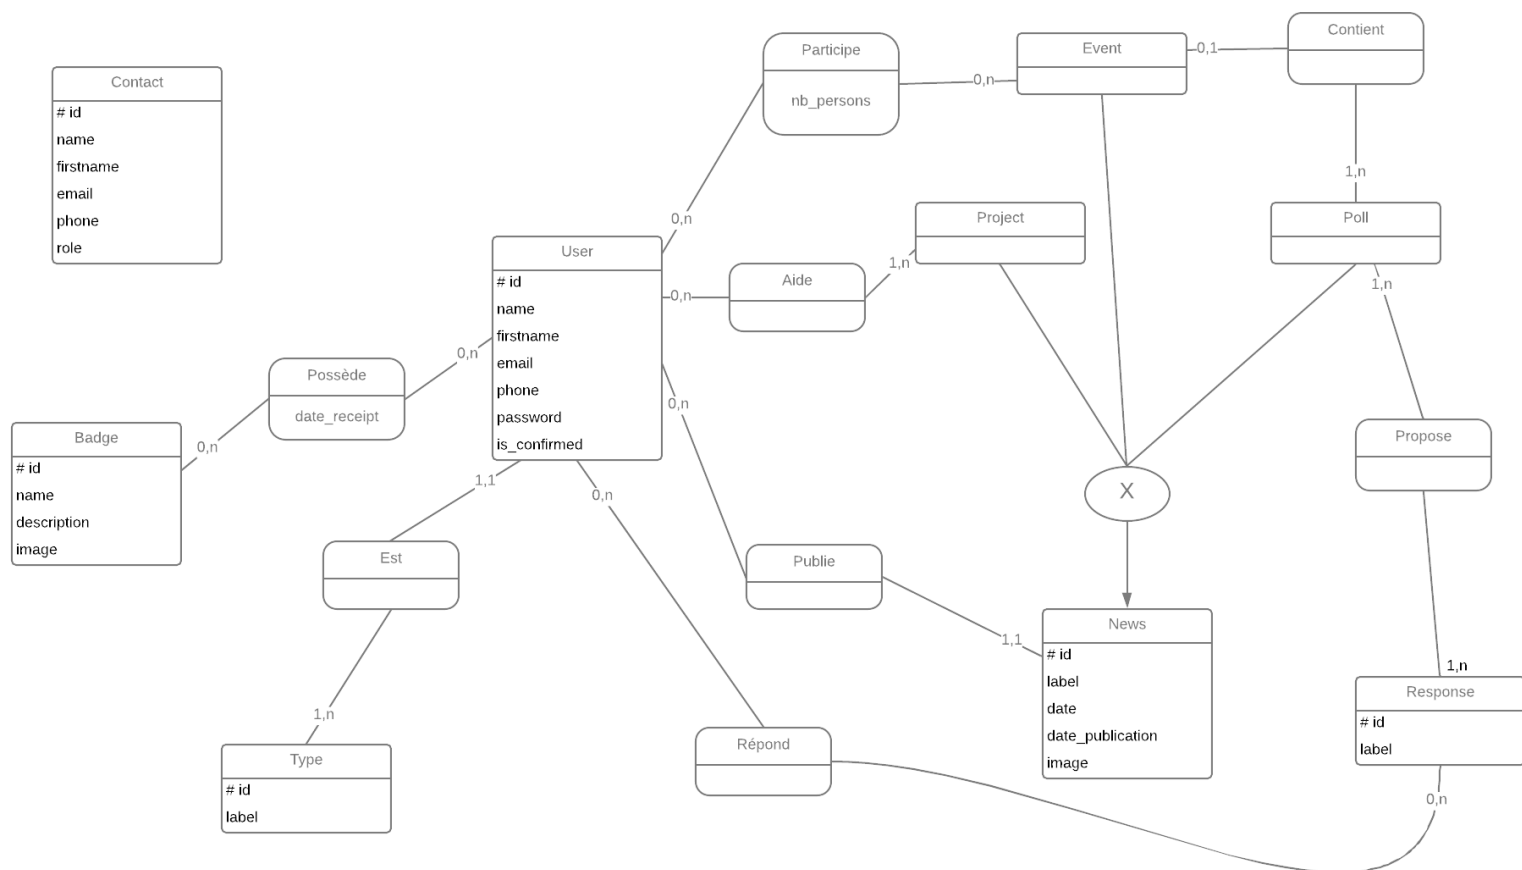 Contact
# id
name
firstname
email
phone
role
Participe
nb_persons
0,n
0,n
Event
0,1
Contient
1,n
Project
Poll
1,n
Aide
0,n
1,n
User
# id
name
firstname
email
phone
password
is_confirmed
0,n
Possède
date_receipt
0,n
Badge
# id
name
description
image
1,1
Est
1,n
Type
# id
label
0,n
0,n
Publie
1,1
X
News
# id
label
date
date_publication
image
Propose
1,n
Response
# id
label
0,n
Répond